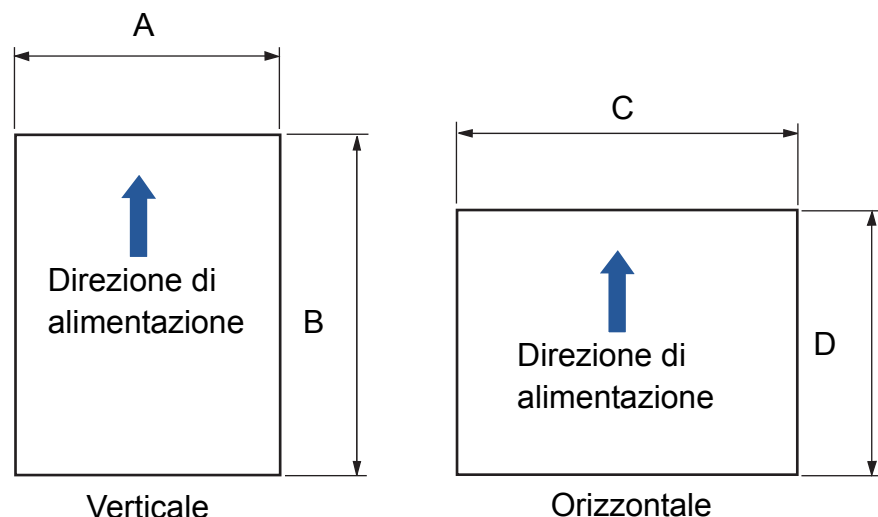 A
Direzione di
alimentazione
B
Verticale
C
Direzione di
alimentazione
D
Orizzontale